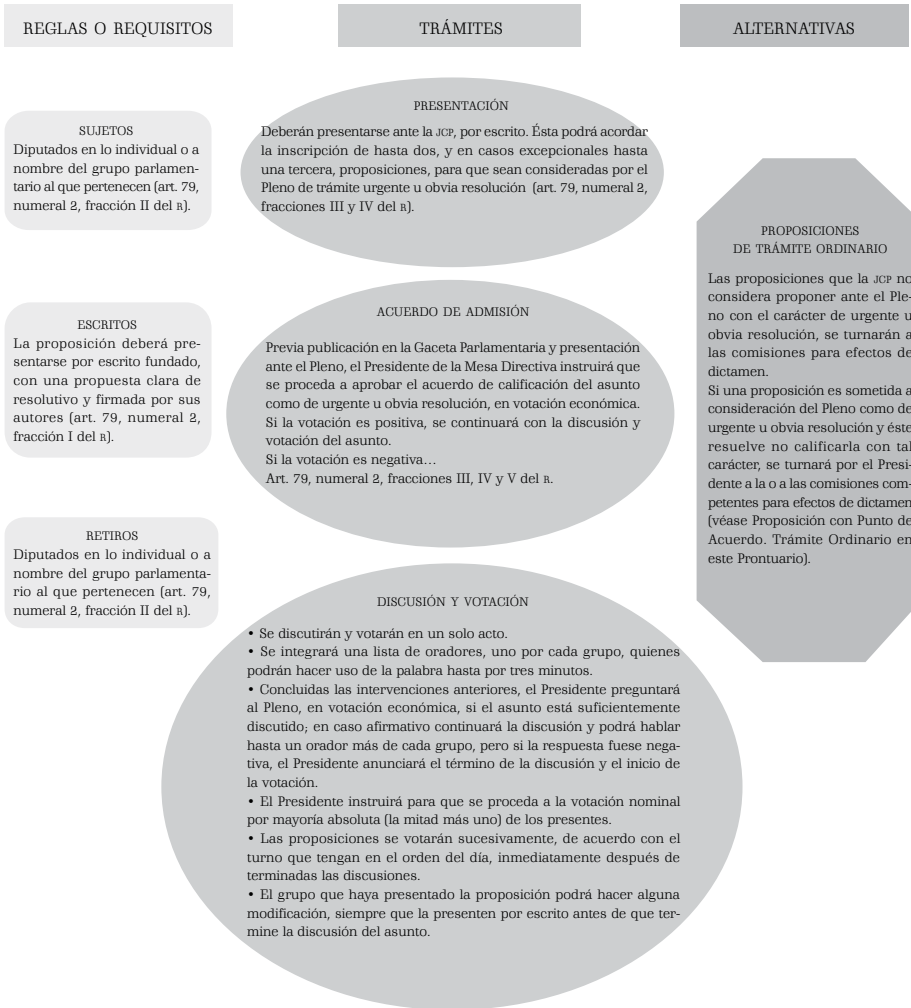 REGLAS O REQUISITOS
TRÁMITES
ALTERNATIVAS
SUJETOS
Diputados en lo individual o a
nombre del grupo parlamen-
tario al que pertenecen (art. 79,
numeral 2, fracción II del R).
ESCRITOS
La proposición deberá pre-
sentarse por escrito fundado,
con una propuesta clara de
resolutivo y firmada por sus
autores (art. 79, numeral 2,
fracción I del R).
RETIROS
Diputados en lo individual o a
nombre del grupo parlamenta-
rio al que pertenecen (art. 79,
numeral 2, fracción II del R).
PRESENTACIÓN
Deberán presentarse ante la JCP, por escrito. Ésta podrá acordar
la inscripción de hasta dos, y en casos excepcionales hasta
una tercera, proposiciones, para que sean consideradas por el
Pleno de trámite urgente u obvia resolución (art. 79, numeral 2,
fracciones III y IV del R).
ACUERDO DE ADMISIÓN
Previa publicación en la Gaceta Parlamentaria y presentación
ante el Pleno, el Presidente de la Mesa Directiva instruirá que
se proceda a aprobar el acuerdo de calificación del asunto
como de urgente u obvia resolución, en votación económica.
Si la votación es positiva, se continuará con la discusión y
votación del asunto.
Si la votación es negativa…
Art. 79, numeral 2, fracciones III, IV y V del R.
DISCUSIÓN Y VOTACIÓN
• Se discutirán y votarán en un solo acto.
• Se integrará una lista de oradores, uno por cada grupo, quienes
podrán hacer uso de la palabra hasta por tres minutos.
• Concluidas las intervenciones anteriores, el Presidente preguntará
al Pleno, en votación económica, si el asunto está suficientemente
discutido; en caso afirmativo continuará la discusión y podrá hablar
hasta un orador más de cada grupo, pero si la respuesta fuese nega-
tiva, el Presidente anunciará el término de la discusión y el inicio de
la votación.
• El Presidente instruirá para que se proceda a la votación nominal
por mayoría absoluta (la mitad más uno) de los presentes.
• Las proposiciones se votarán sucesivamente, de acuerdo con el
turno que tengan en el orden del día, inmediatamente después de
terminadas las discusiones.
• El grupo que haya presentado la proposición podrá hacer alguna
modificación, siempre que la presenten por escrito antes de que ter-
mine la discusión del asunto.
PROPOSICIONES
DE TRÁMITE ORDINARIO
Las proposiciones que la JCP no
considera proponer ante el Ple-
no con el carácter de urgente u
obvia resolución, se turnarán a
las comisiones para efectos de
dictamen.
Si una proposición es sometida a
consideración del Pleno como de
urgente u obvia resolución y éste
resuelve no calificarla con tal
carácter, se turnará por el Presi-
dente a la o a las comisiones com-
petentes para efectos de dictamen
(véase Proposición con Punto de
Acuerdo. Trámite Ordinario en
este Prontuario).